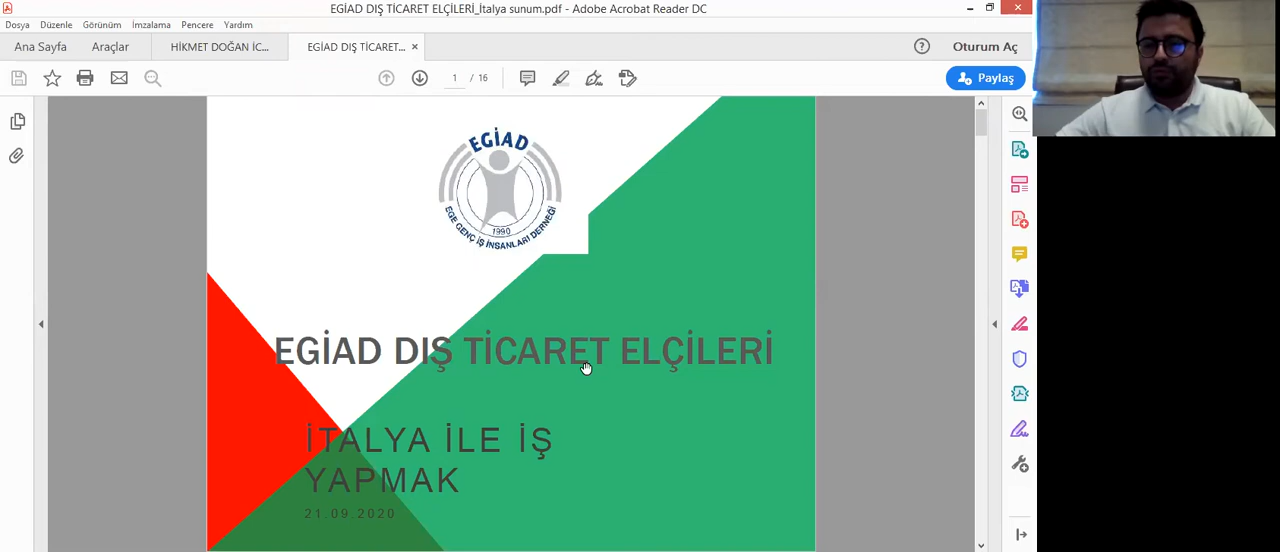 EGİAD DIŞ TİCARET ELÇİLERİ_İtalya sunum.pdf - Adobe Acrobat Reader DC
Dosya Düzenle Görünüm İmzalama Pencere Yardım
Ana Sayfa Araçlar HİKMET DOĞAN İC... EGİAD DIŞ TİCARET... Oturum Aç
1 / 16 Paylaş
EGİAD
EGE GENÇ İŞ İNSANLARI DERNEĞİ
1990
EGİAD DIŞ TİCARET ELÇİLERİ
İTALYA İLE İŞ
YAPMAK
21.09.2020